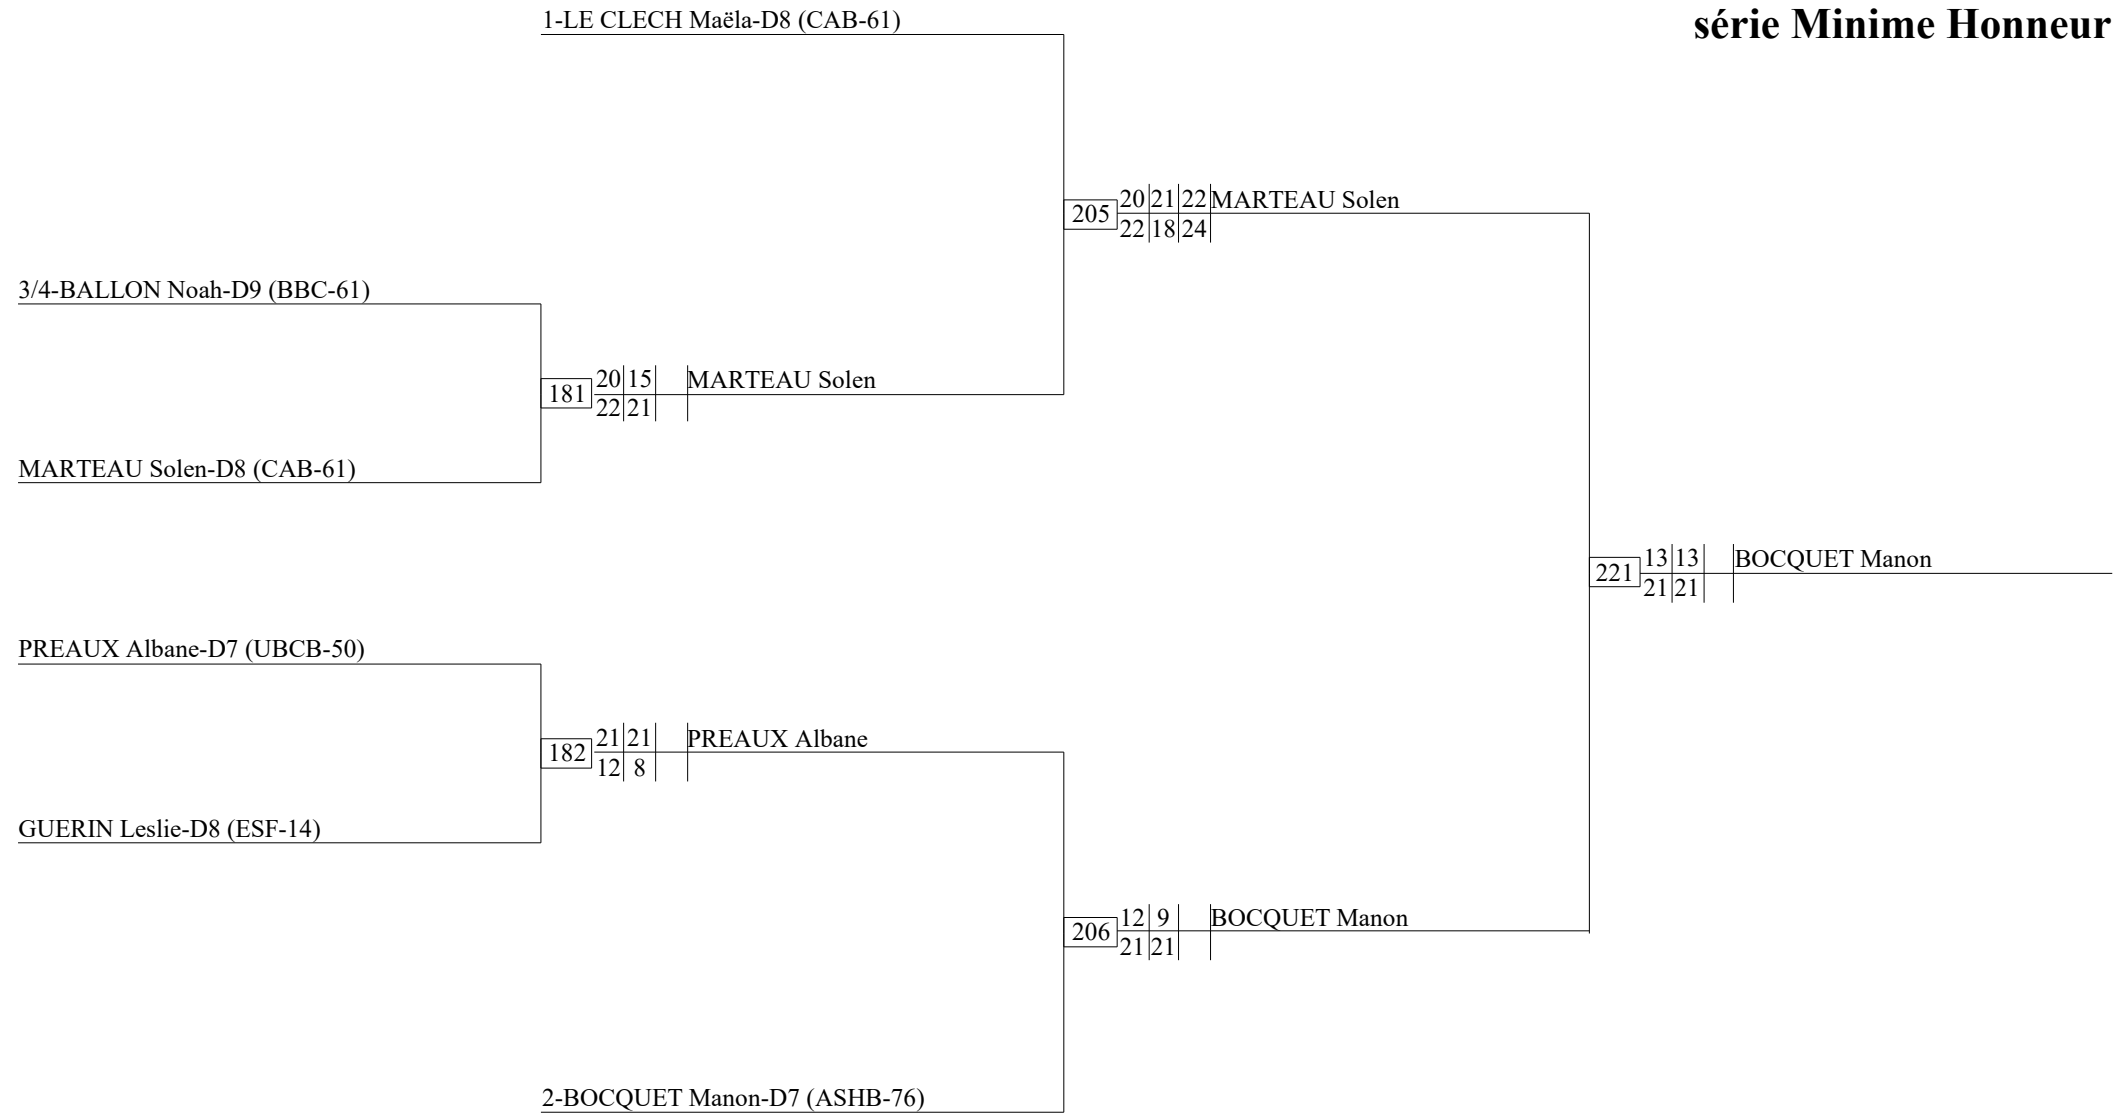 1-LE CLECH Maëla-D8 (CAB-61)
série Minime Honneur
205 20 21 22 MARTEAU Solen
22 18 24
3/4-BALLON Noah-D9 (BBC-61)
181 20 15 MARTEAU Solen
22 21
MARTEAU Solen-D8 (CAB-61)
221 13 13 BOCQUET Manon
21 21
PREAUX Albane-D7 (UBCB-50)
182 21 21 PREAUX Albane
12 8
GUERIN Leslie-D8 (ESF-14)
206 12 9 BOCQUET Manon
21 21
2-BOCQUET Manon-D7 (ASHB-76)